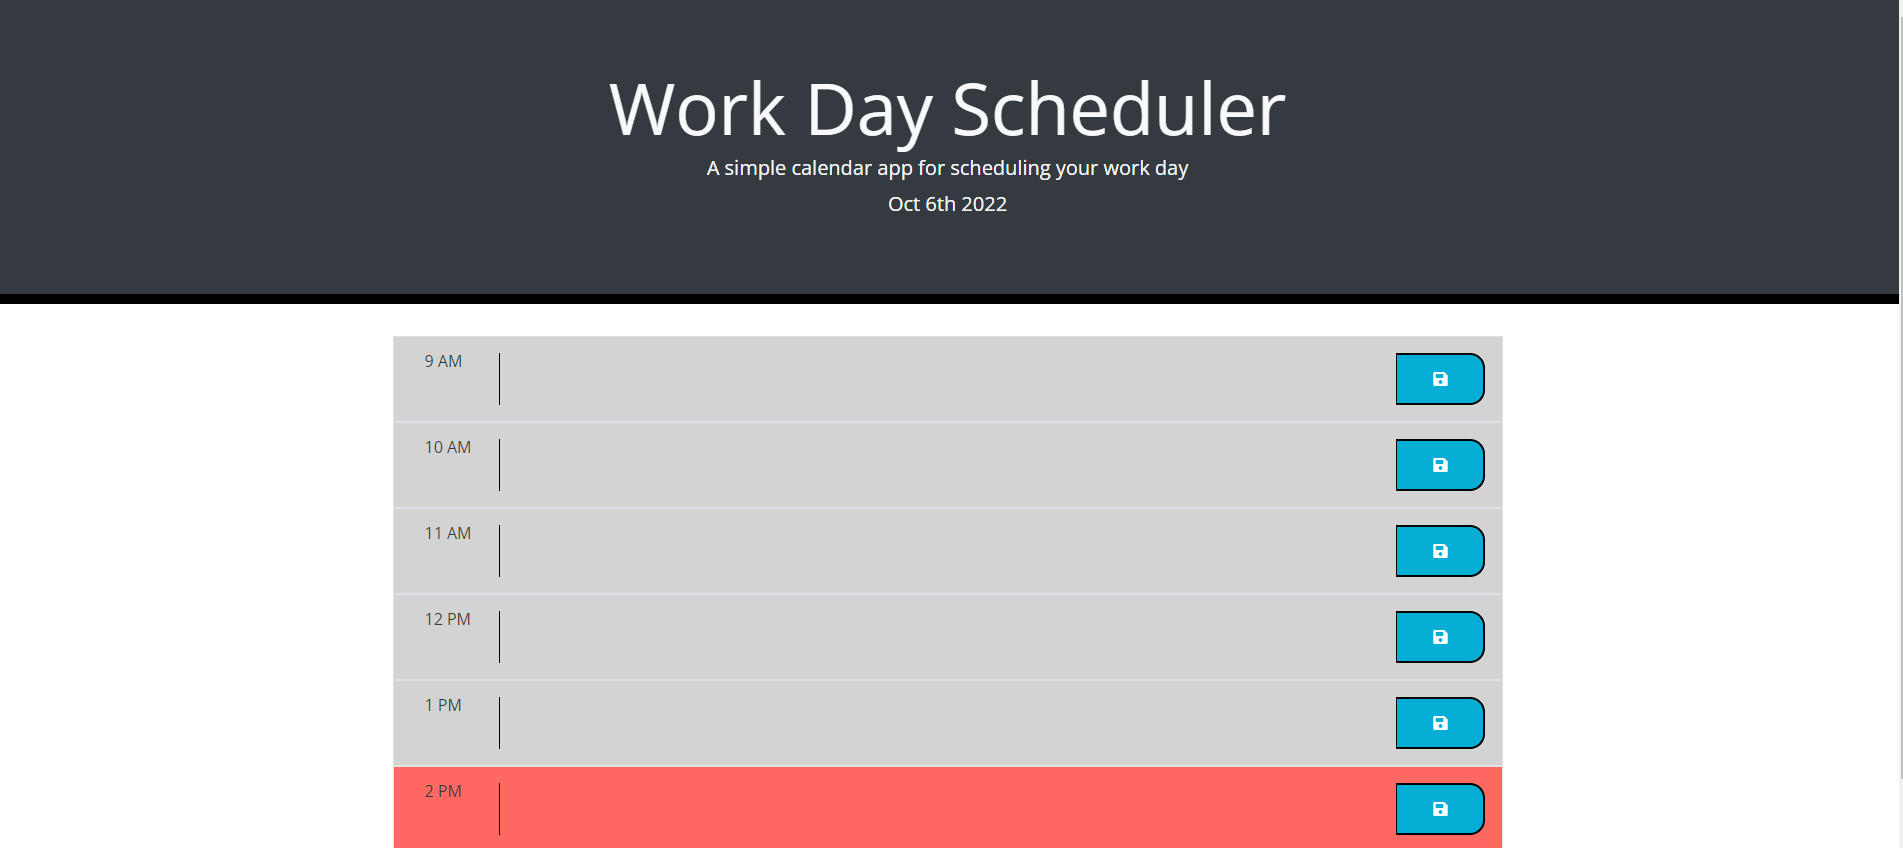 Work Day Scheduler
A simple calendar app for scheduling your work day
Oct 6th 2022
9 AM
10 AM
11 AM
12 PM
1 PM
2 PM